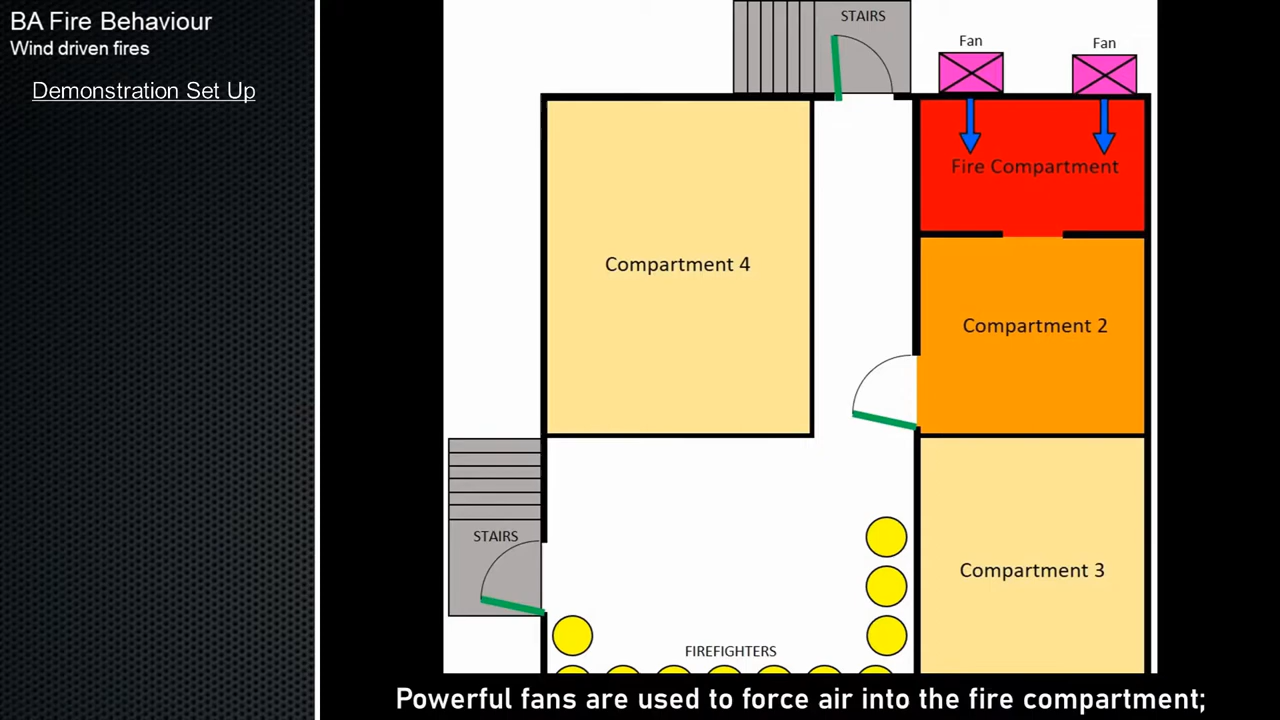 BA Fire Behaviour
Wind driven fires
Demonstration Set Up
STAIRS
Fan
Fan
Fire Compartment
Compartment 4
Compartment 2
STAIRS
Compartment 3
FIREFIGHTERS
Powerful fans are used to force air into the fire compartment;